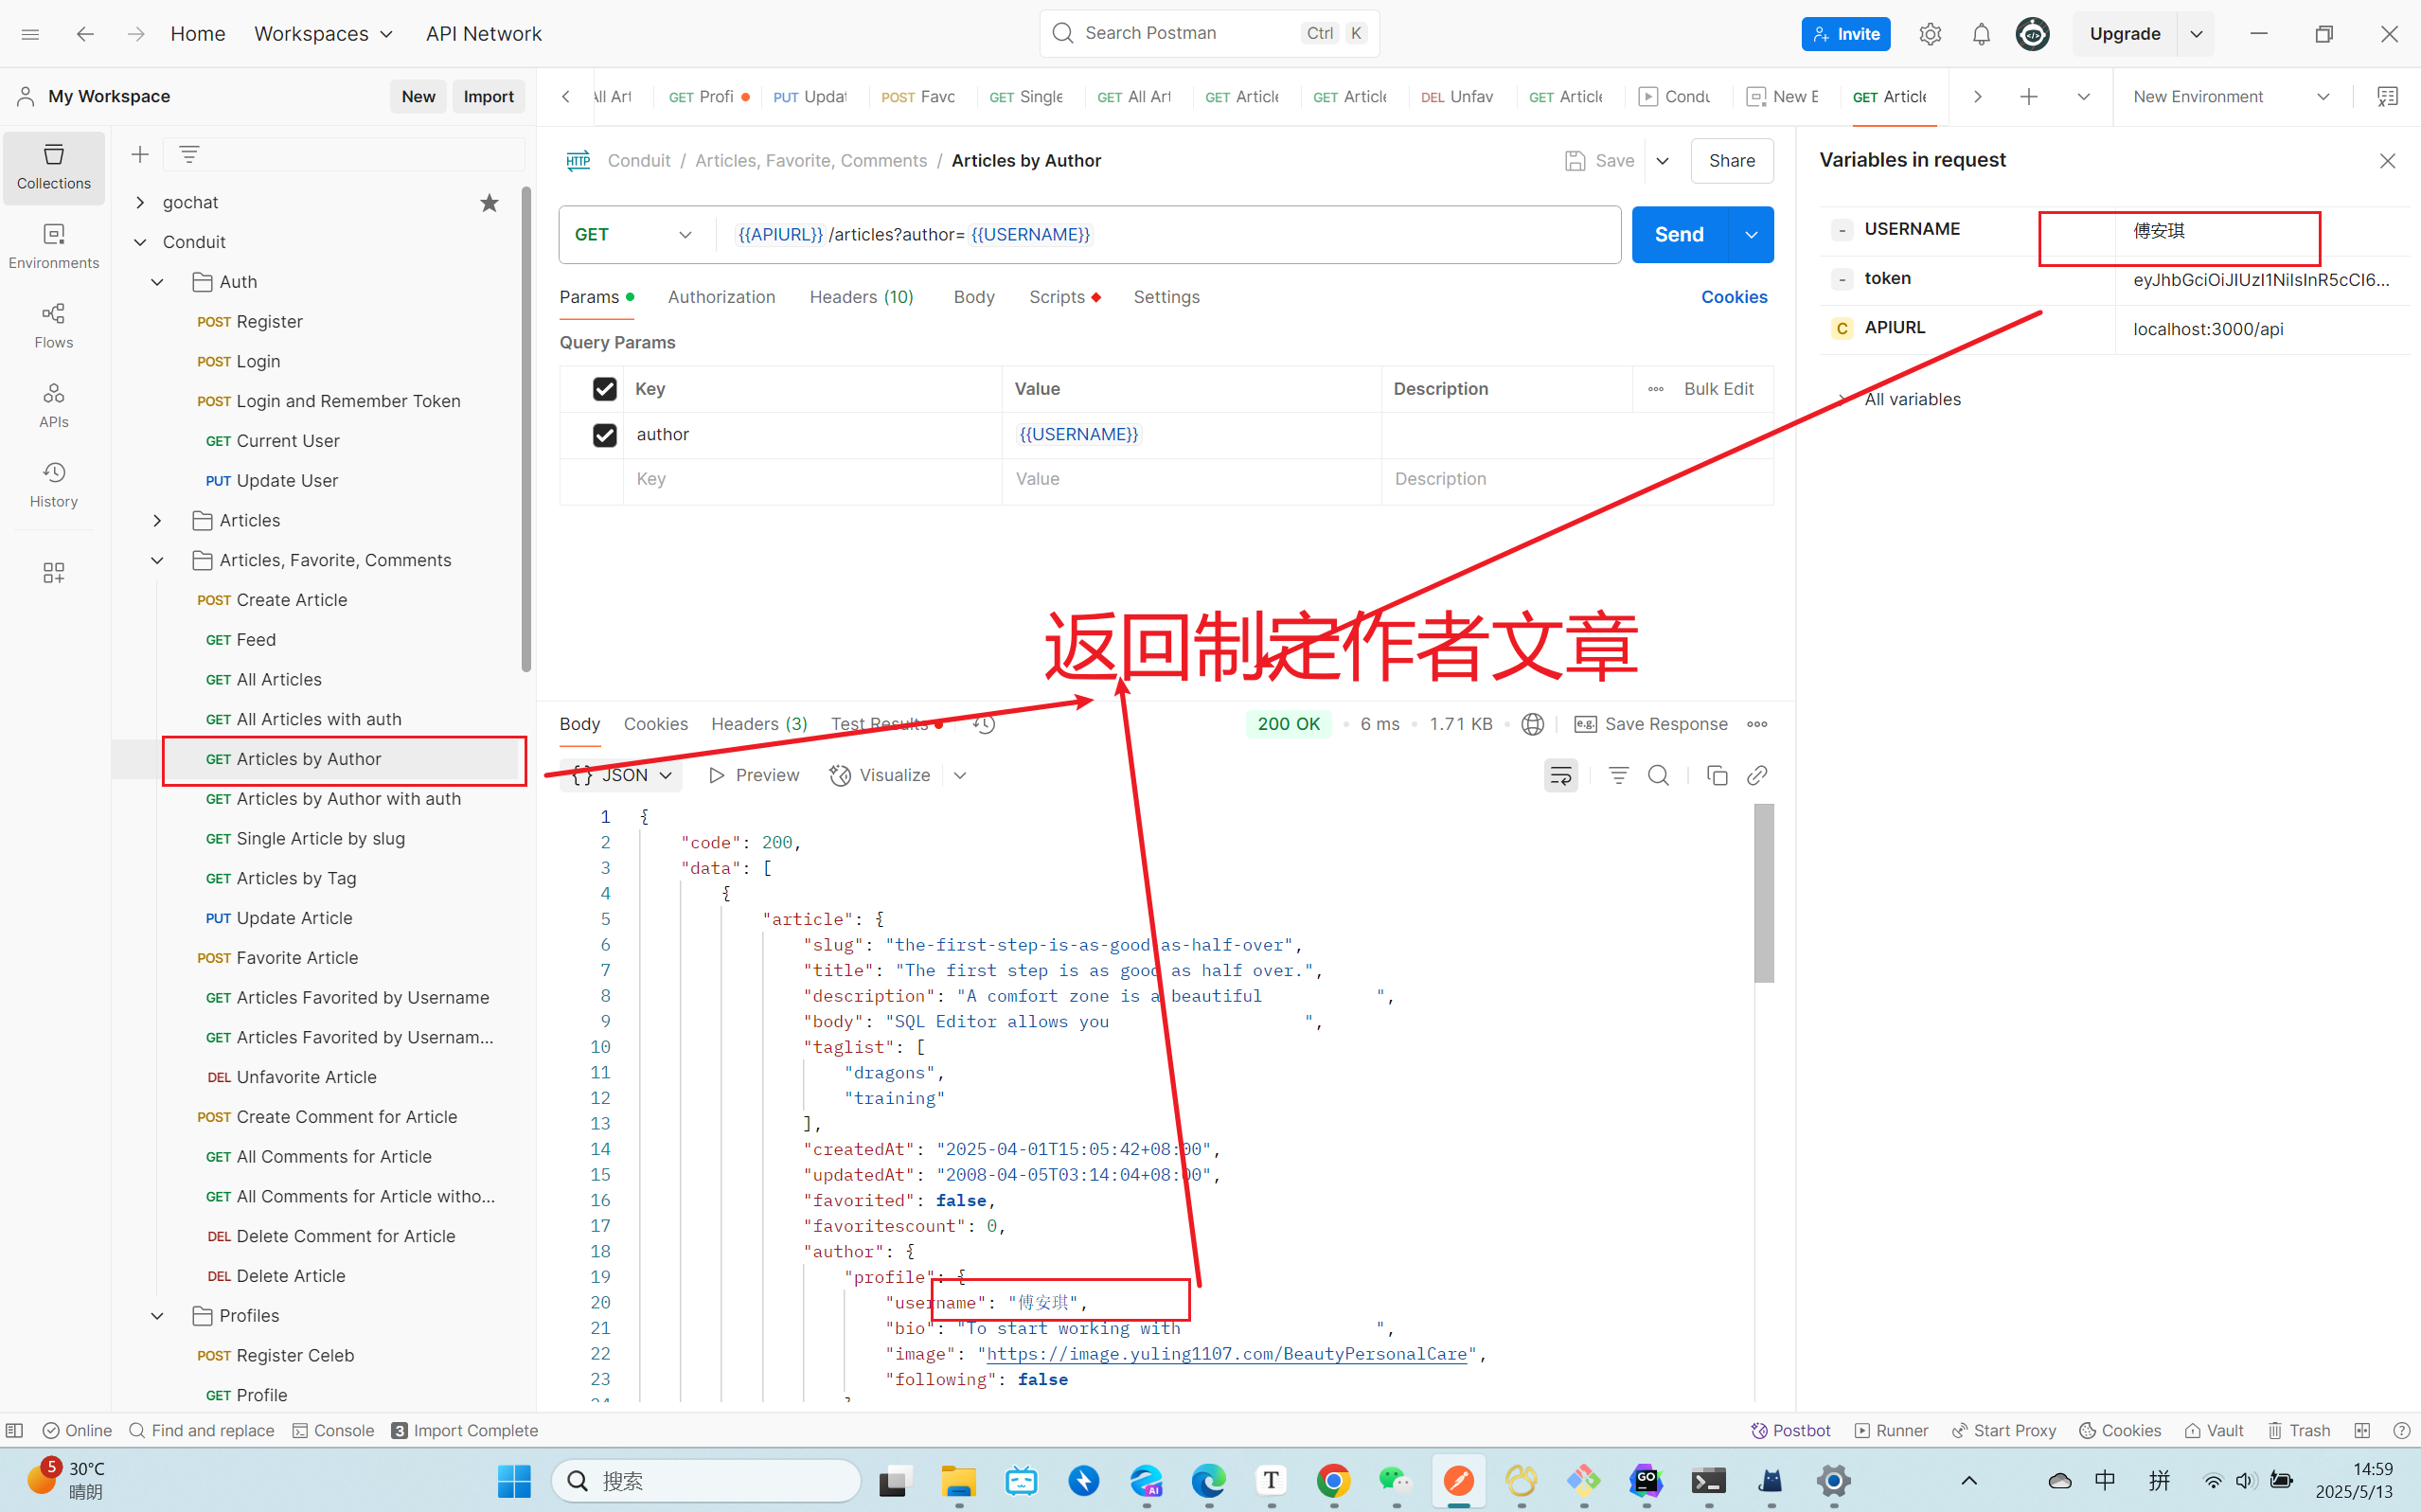 Home
Workspaces
API Network
Search Postman
Ctrl K
Invite
Upgrade
My Workspace
New
Import
All Art
GET Profi
PUT Updat
POST Favo
GET Single
GET All Art
GET Article
GET Article
DEL Unfav
GET Article
Condu
New E
GET Article
New Environment
Collections
Environments
Flows
APIs
History
gochat
Conduit
Auth
POST Register
POST Login
POST Login and Remember Token
GET Current User
PUT Update User
Articles
Articles, Favorite, Comments
POST Create Article
GET Feed
GET All Articles
GET All Articles with auth
GET Articles by Author
GET Articles by Author with auth
GET Single Article by slug
GET Articles by Tag
PUT Update Article
POST Favorite Article
GET Articles Favorited by Username
GET Articles Favorited by Usernam...
DEL Unfavorite Article
POST Create Comment for Article
GET All Comments for Article
GET All Comments for Article witho...
DEL Delete Comment for Article
DEL Delete Article
Profiles
POST Register Celeb
GET Profile
HTTP Conduit / Articles, Favorite, Comments / Articles by Author
Save
Share
GET
{{APIURL}} /articles?author= {{USERNAME}}
Send
Params
Authorization
Headers (10)
Body
Scripts
Settings
Cookies
Query Params
Key Value Description Bulk Edit
author {{USERNAME}}
Key Value Description
返回制定作者文章
Body Cookies Headers (3) Test Results
200 OK • 6 ms • 1.71 KB
e.g. Save Response
{} JSON
Preview
Visualize
1 {
2 "code": 200,
3 "data": [
4 {
5 "article": {
6 "slug": "the-first-step-is-as-good-as-half-over",
7 "title": "The first step is as good as half over.",
8 "description": "A comfort zone is a beautiful ",
9 "body": "SQL Editor allows you ",
10 "taglist": [
11 "dragons",
12 "training"
13 ],
14 "createdAt": "2025-04-01T15:05:42+08:00",
15 "updatedAt": "2008-04-05T03:14:04+08:00",
16 "favorited": false,
17 "favoritescount": 0,
18 "author": {
19 "profile": {
20 "username": "傅安琪",
21 "bio": "To start working with ",
22 "image": "https://image.yuling1107.com/BeautyPersonalCare",
23 "following": false
Variables in request
- USERNAME 傅安琪
- token eyJhbGciOiJIUzI1NiIsInR5cCI6...
C APIURL localhost:3000/api
All variables
Online
Find and replace
Console
3 Import Complete
Postbot
Runner
Start Proxy
Cookies
Vault
Trash
5
30°C
晴朗
搜索
AI
T
GO
中
拼
14:59
2025/5/13